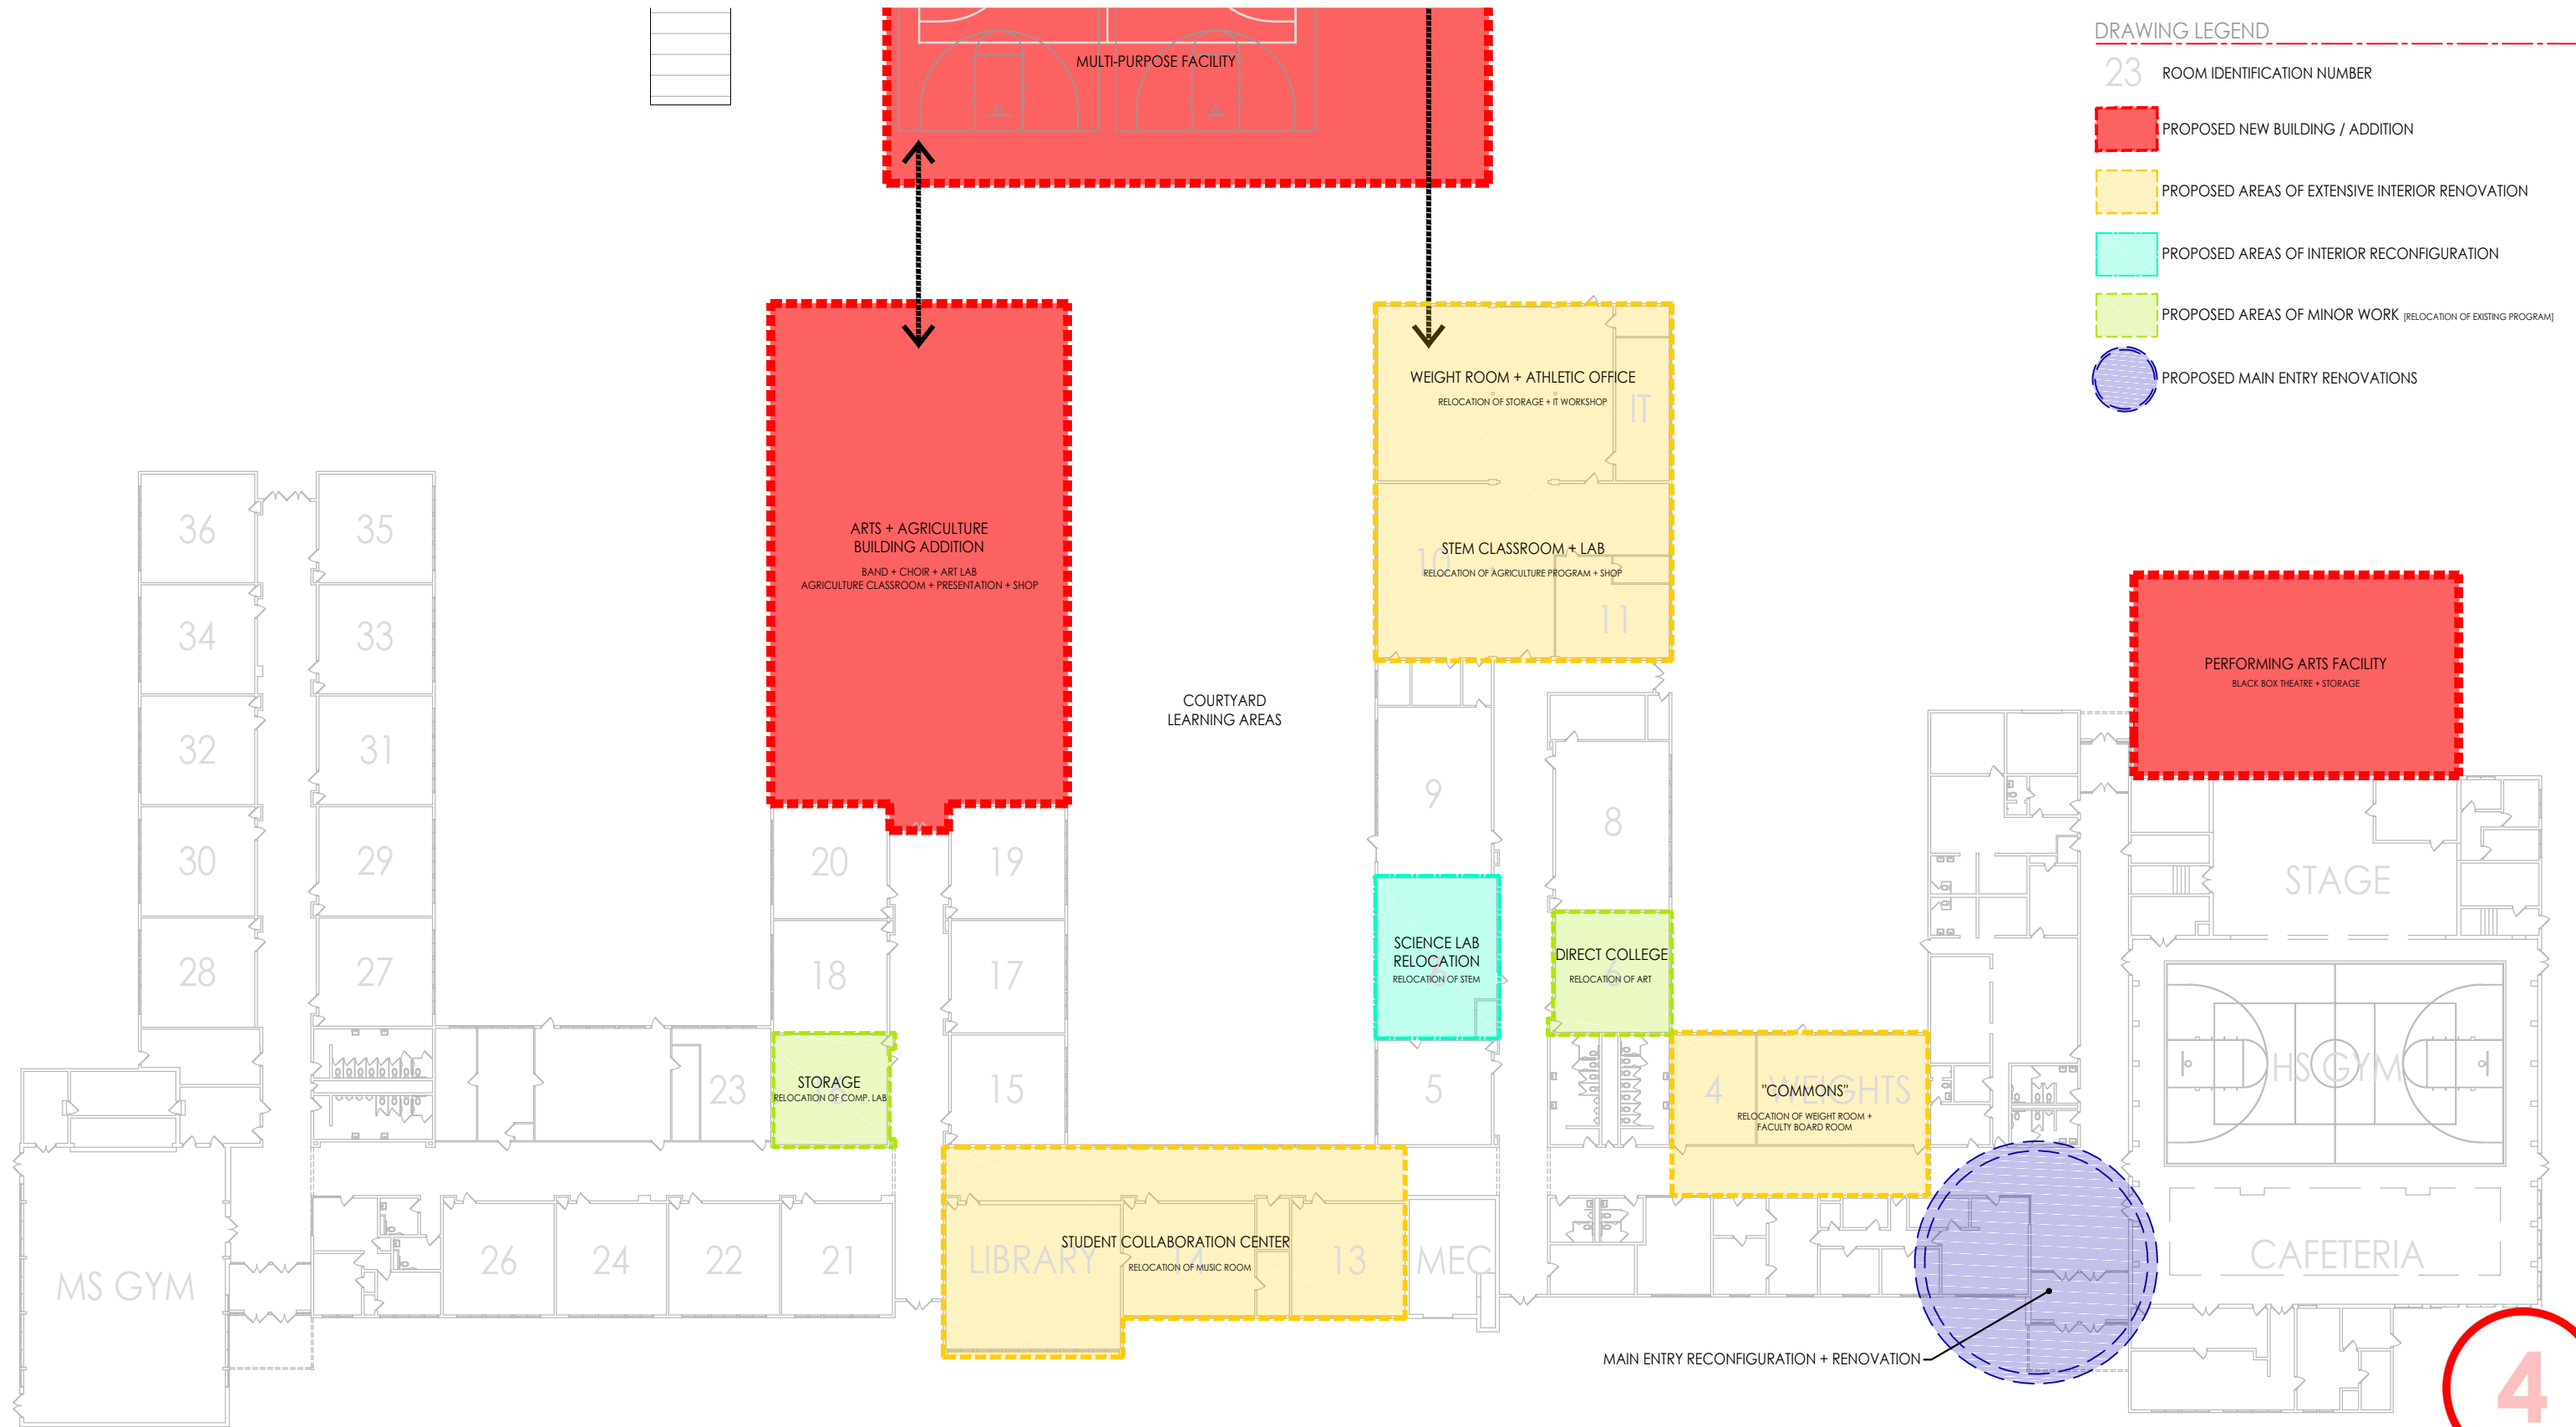 MULTI-PURPOSE FACILITY
DRAWING LEGEND
23 ROOM IDENTIFICATION NUMBER
PROPOSED NEW BUILDING / ADDITION
PROPOSED AREAS OF EXTENSIVE INTERIOR RENOVATION
PROPOSED AREAS OF INTERIOR RECONFIGURATION
PROPOSED AREAS OF MINOR WORK [RELOCATION OF EXISTING PROGRAM]
PROPOSED MAIN ENTRY RENOVATIONS
WEIGHT ROOM + ATHLETIC OFFICE
RELOCATION OF STORAGE + IT WORKSHOP
IT
ARTS + AGRICULTURE
BUILDING ADDITION
BAND + CHOIR + ART LAB
AGRICULTURE CLASSROOM + PRESENTATION + SHOP
STEM CLASSROOM + LAB
RELOCATION OF AGRICULTURE PROGRAM + SHOP
10
11
36
35
34
33
32
31
30
29
28
27
COURTYARD
LEARNING AREAS
PERFORMING ARTS FACILITY
BLACK BOX THEATRE + STORAGE
9
8
20
19
18
17
STAGE
SCIENCE LAB
RELOCATION
RELOCATION OF STEM
DIRECT COLLEGE
RELOCATION OF ART
6
23
STORAGE
RELOCATION OF COMP. LAB
15
5
4
WEIGHTS
"COMMONS"
RELOCATION OF WEIGHT ROOM +
FACULTY BOARD ROOM
HS GYM
MS GYM
26
24
22
21
LIBRARY
14
13
STUDENT COLLABORATION CENTER
RELOCATION OF MUSIC ROOM
MEC
CAFETERIA
MAIN ENTRY RECONFIGURATION + RENOVATION
4